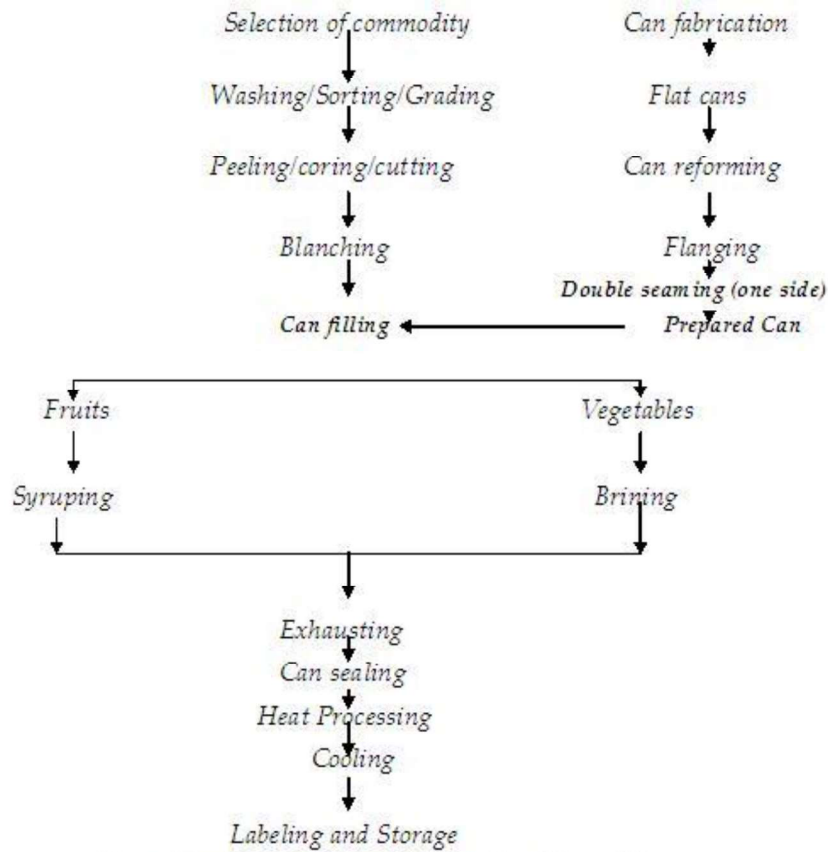 Selection of commodity
Can fabrication
Washing/Sorting/Grading
Flat cans
Peeling/coring/cutting
Can reforming
Blanching
Flanging
Double seaming (one side)
Can filling
Prepared Can
Fruits
Vegetables
Syruping
Brining
Exhausting
Can sealing
Heat Processing
Cooling
Labeling and Storage